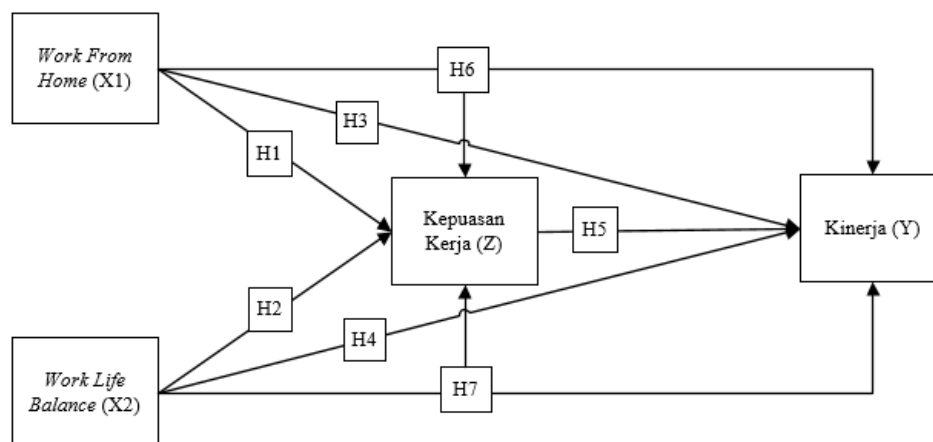 Work From
Home (X1)
H6
H3
H1
Kepuasan
Kerja (Z)
H5
Kinerja (Y)
H2
H4
Work Life
Balance (X2)
H7